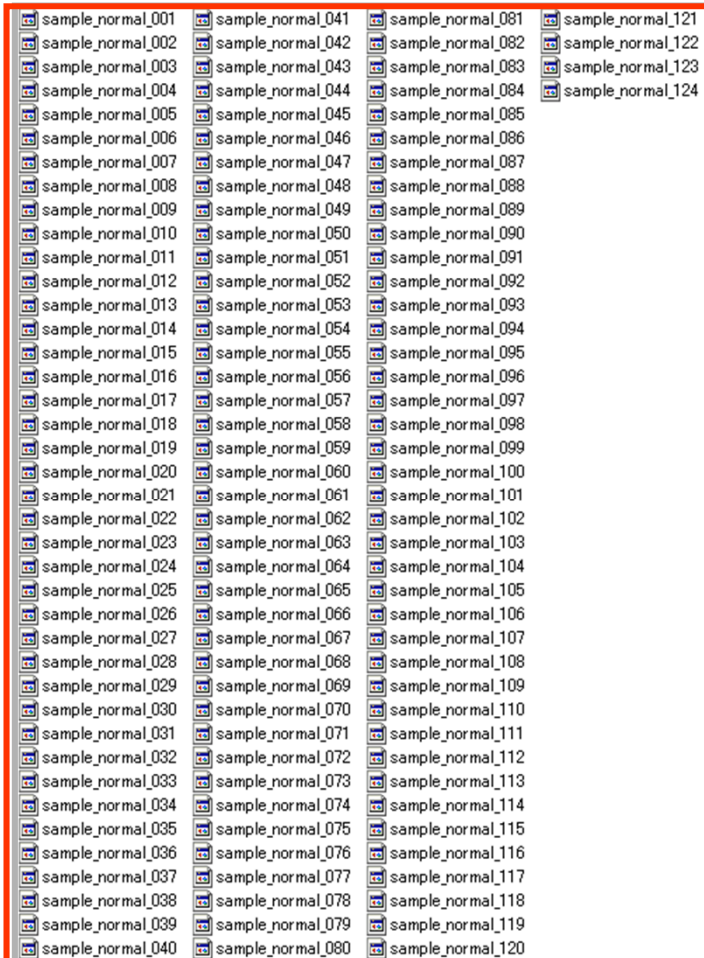 sample_normal_001
sample_normal_002
sample_normal_003
sample_normal_004
sample_normal_005
sample_normal_006
sample_normal_007
sample_normal_008
sample_normal_009
sample_normal_010
sample_normal_011
sample_normal_012
sample_normal_013
sample_normal_014
sample_normal_015
sample_normal_016
sample_normal_017
sample_normal_018
sample_normal_019
sample_normal_020
sample_normal_021
sample_normal_022
sample_normal_023
sample_normal_024
sample_normal_025
sample_normal_026
sample_normal_027
sample_normal_028
sample_normal_029
sample_normal_030
sample_normal_031
sample_normal_032
sample_normal_033
sample_normal_034
sample_normal_035
sample_normal_036
sample_normal_037
sample_normal_038
sample_normal_039
sample_normal_040
sample_normal_041
sample_normal_042
sample_normal_043
sample_normal_044
sample_normal_045
sample_normal_046
sample_normal_047
sample_normal_048
sample_normal_049
sample_normal_050
sample_normal_051
sample_normal_052
sample_normal_053
sample_normal_054
sample_normal_055
sample_normal_056
sample_normal_057
sample_normal_058
sample_normal_059
sample_normal_060
sample_normal_061
sample_normal_062
sample_normal_063
sample_normal_064
sample_normal_065
sample_normal_066
sample_normal_067
sample_normal_068
sample_normal_069
sample_normal_070
sample_normal_071
sample_normal_072
sample_normal_073
sample_normal_074
sample_normal_075
sample_normal_076
sample_normal_077
sample_normal_078
sample_normal_079
sample_normal_080
sample_normal_081
sample_normal_082
sample_normal_083
sample_normal_084
sample_normal_085
sample_normal_086
sample_normal_087
sample_normal_088
sample_normal_089
sample_normal_090
sample_normal_091
sample_normal_092
sample_normal_093
sample_normal_094
sample_normal_095
sample_normal_096
sample_normal_097
sample_normal_098
sample_normal_099
sample_normal_100
sample_normal_101
sample_normal_102
sample_normal_103
sample_normal_104
sample_normal_105
sample_normal_106
sample_normal_107
sample_normal_108
sample_normal_109
sample_normal_110
sample_normal_111
sample_normal_112
sample_normal_113
sample_normal_114
sample_normal_115
sample_normal_116
sample_normal_117
sample_normal_118
sample_normal_119
sample_normal_120
sample_normal_121
sample_normal_122
sample_normal_123
sample_normal_124